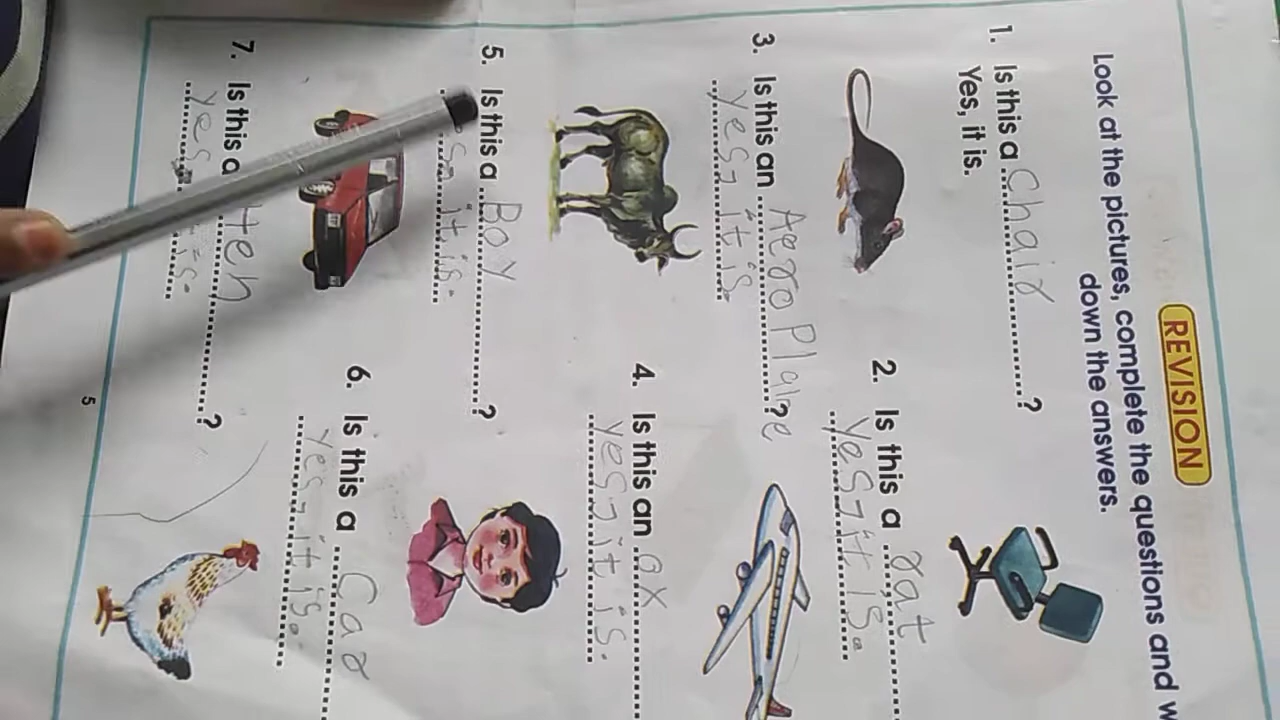 REVISION
Look at the pictures, complete the questions and w
down the answers.
1. Is this a Chair ?
Yes, it is.
2. Is this a rat
Yes, it is.
3. Is this an AeroPlane ?
Yes, it is.
4. Is this an ox
yes, it is.
5. Is this a Boy ?
it is.
6. Is this a Car
yes, it is.
7. Is this a Hen ?
yes
5